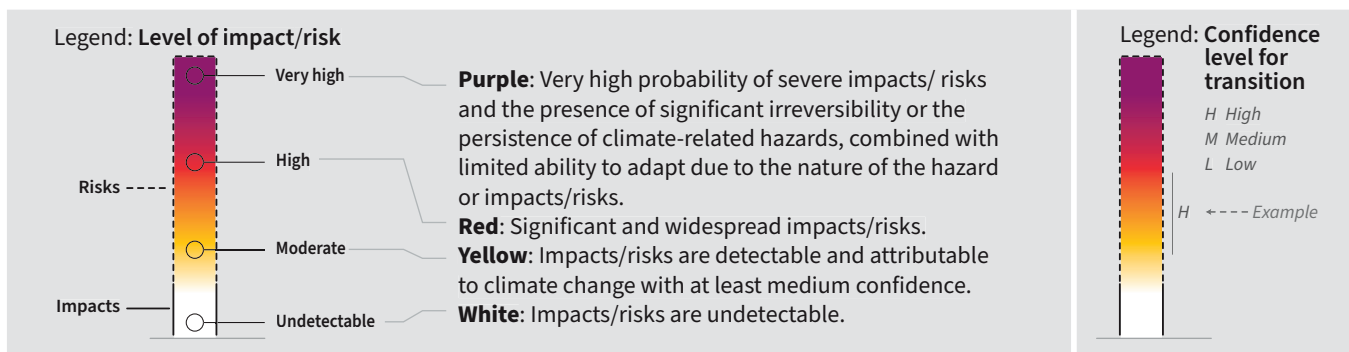 Legend: Level of impact/risk
Very high
High
Risks
Moderate
Impacts
Undetectable
Purple: Very high probability of severe impacts/ risks
and the presence of significant irreversibility or the
persistence of climate-related hazards, combined with
limited ability to adapt due to the nature of the hazard
or impacts/risks.
Red: Significant and widespread impacts/risks.
Yellow: Impacts/risks are detectable and attributable
to climate change with at least medium confidence.
White: Impacts/risks are undetectable.
Legend: Confidence
level for
transition
H High
M Medium
L Low
H Example